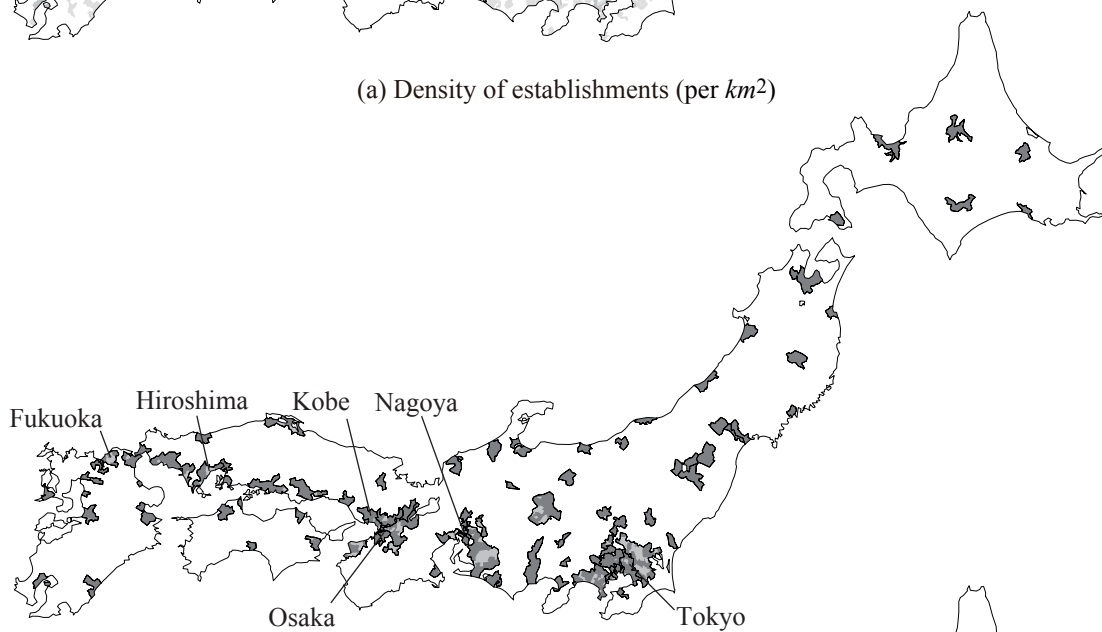 (a) Density of establishments (per km²)
Hiroshima
Kobe
Nagoya
Fukuoka
Osaka
Tokyo